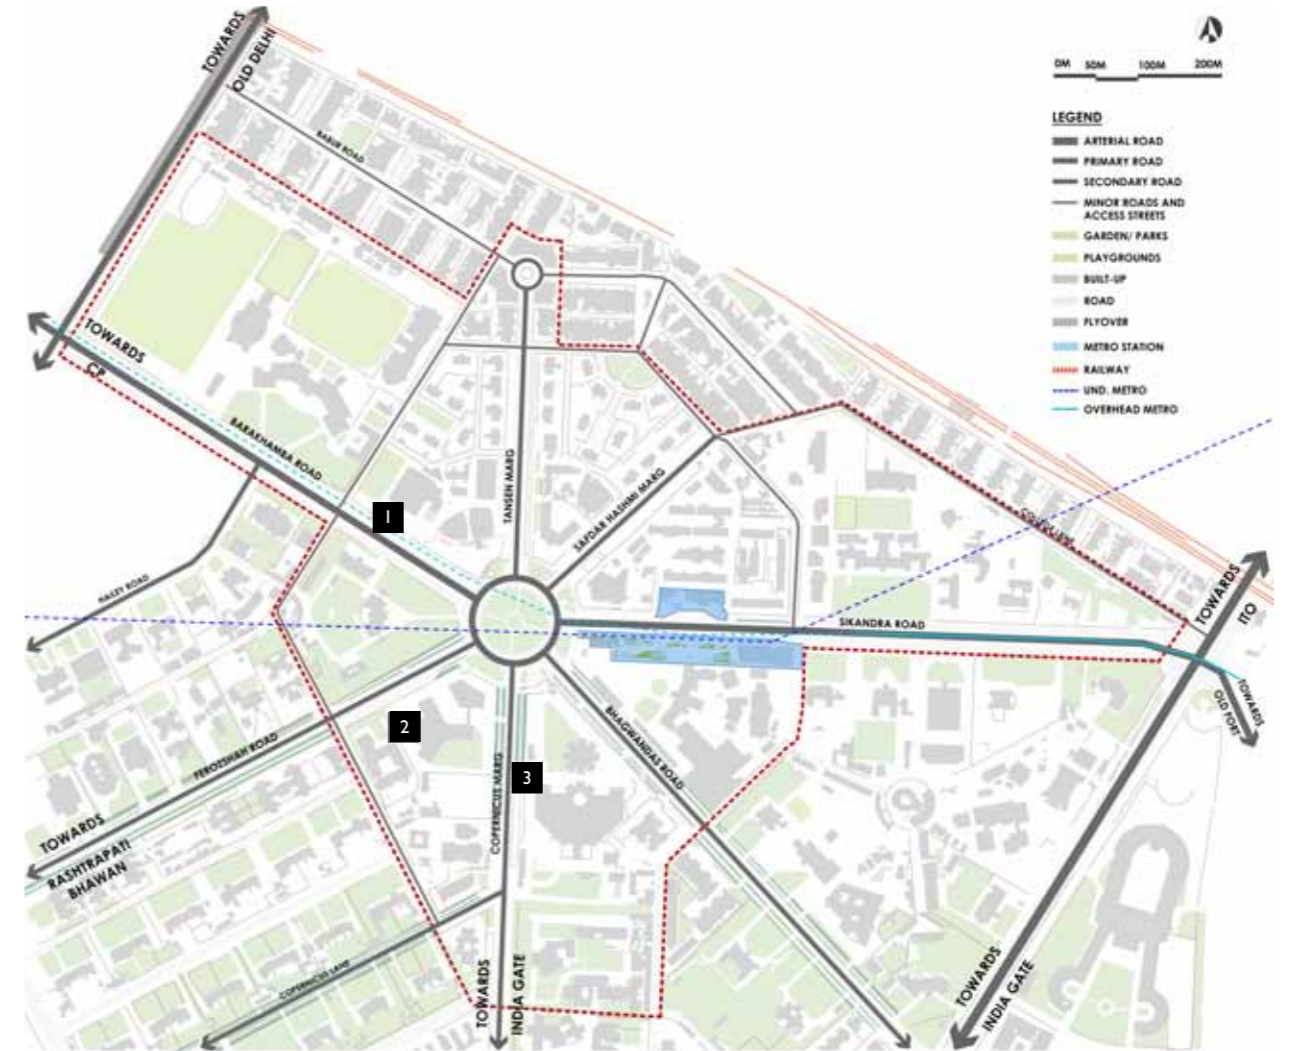 TOWARDS
OLD DELHI
0M 50M 100M 200M
LEGEND
ARTERIAL ROAD
PRIMARY ROAD
SECONDARY ROAD
MINOR ROADS AND
ACCESS STREETS
GARDEN/ PARKS
PLAYGROUNDS
BUILT-UP
ROAD
FLYOVER
METRO STATION
RAILWAY
UND. METRO
OVERHEAD METRO
BABUR ROAD
TOWARDS
CP
BARAKHAMBA ROAD
TANSEN MARG
SAFDAR HASHMI MARG
1
HAILEY ROAD
SIKANDRA ROAD
TOWARDS
ITO
TOWARDS
OLD FORT
2
FEROZSHAH ROAD
COPERNICUS MARG
3
BHAGWANDAS ROAD
TOWARDS
RASHTRAPATI
BHAWAN
COPERNICUS LANE
TOWARDS
INDIA GATE
TOWARDS
INDIA GATE